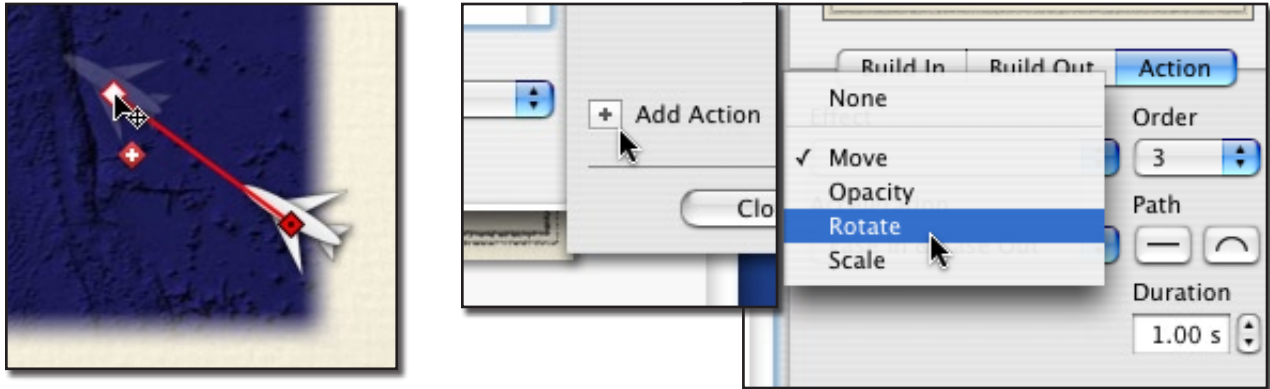 Add Action
Clo
Build In
Build Out
Action
None
✓ Move
Opacity
Rotate
Scale
Order
3
Path
Duration
1.00 s